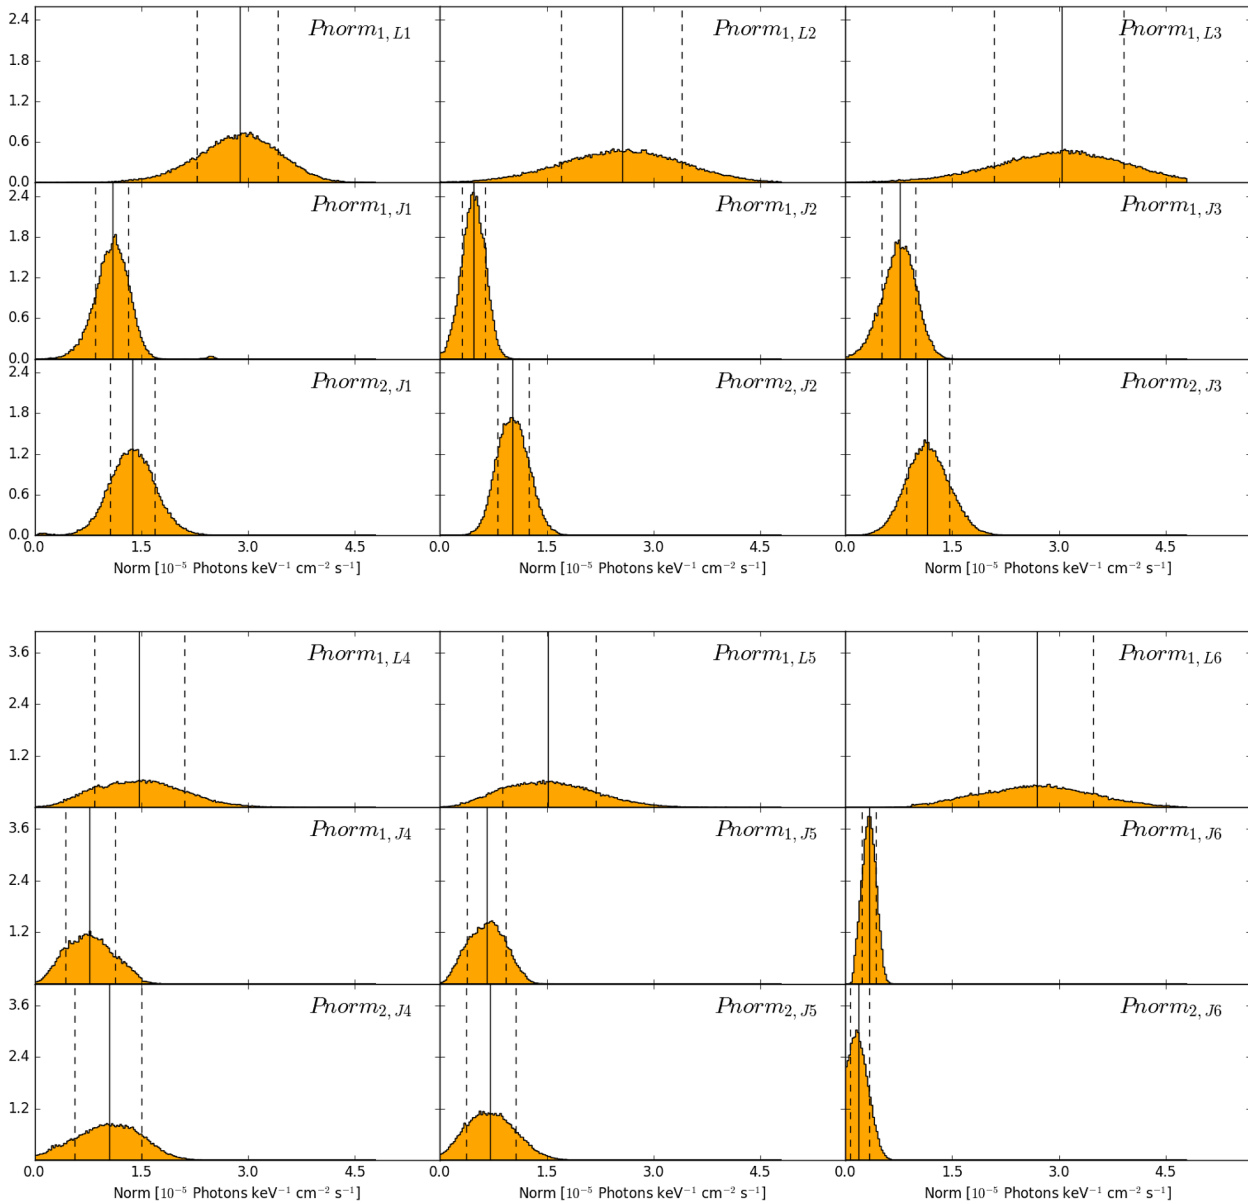 2.4 1.8 1.2 0.6 0.0
Pnorm₁, L1
Pnorm₁, L2
Pnorm₁, L3
2.4 1.8 1.2 0.6 0.0
Pnorm₁, J1
Pnorm₁, J2
Pnorm₁, J3
2.4 1.8 1.2 0.6 0.0
Pnorm₂, J1
Pnorm₂, J2
Pnorm₂, J3
0.0 1.5 3.0 4.5 0.0 1.5 3.0 4.5 0.0 1.5 3.0 4.5
Norm [10⁻⁵ Photons keV⁻¹ cm⁻² s⁻¹]
Norm [10⁻⁵ Photons keV⁻¹ cm⁻² s⁻¹]
Norm [10⁻⁵ Photons keV⁻¹ cm⁻² s⁻¹]
3.6 2.4 1.2
Pnorm₁, L4
Pnorm₁, L5
Pnorm₁, L6
3.6 2.4 1.2
Pnorm₁, J4
Pnorm₁, J5
Pnorm₁, J6
3.6 2.4 1.2
Pnorm₂, J4
Pnorm₂, J5
Pnorm₂, J6
0.0 1.5 3.0 4.5 0.0 1.5 3.0 4.5 0.0 1.5 3.0 4.5
Norm [10⁻⁵ Photons keV⁻¹ cm⁻² s⁻¹]
Norm [10⁻⁵ Photons keV⁻¹ cm⁻² s⁻¹]
Norm [10⁻⁵ Photons keV⁻¹ cm⁻² s⁻¹]